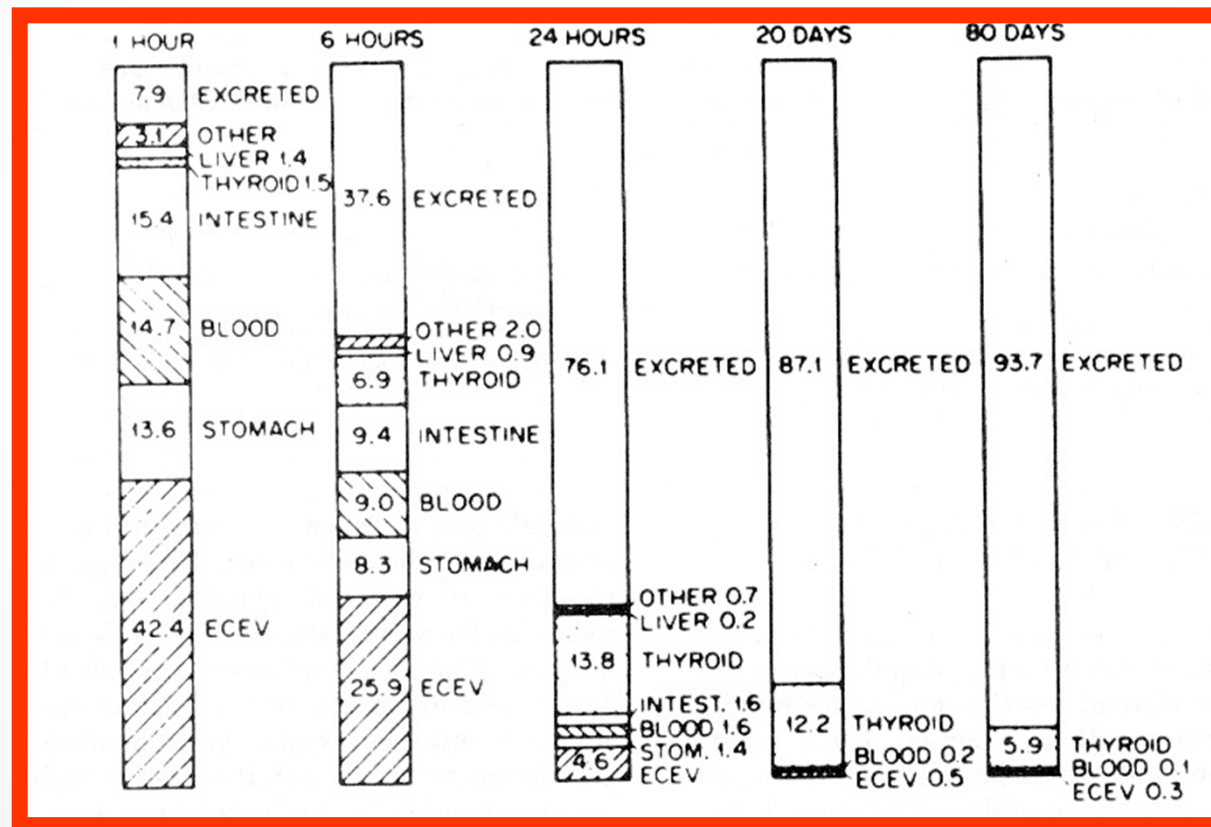 1 HOUR 6 HOURS 24 HOURS 20 DAYS 80 DAYS
7.9 EXCRETED
3.1 OTHER
LIVER 1.4
THYROID 1.5
15.4 INTESTINE
14.7 BLOOD
13.6 STOMACH
42.4 ECEV
37.6 EXCRETED
OTHER 2.0
LIVER 0.9
6.9 THYROID
9.4 INTESTINE
9.0 BLOOD
8.3 STOMACH
25.9 ECEV
76.1 EXCRETED
OTHER 0.7
LIVER 0.2
13.8 THYROID
INTEST. 1.6
BLOOD 1.6
STOM. 1.4
4.6 ECEV
87.1 EXCRETED
12.2 THYROID
BLOOD 0.2
ECEV 0.5
93.7 EXCRETED
5.9 THYROID
BLOOD 0.1
ECEV 0.3